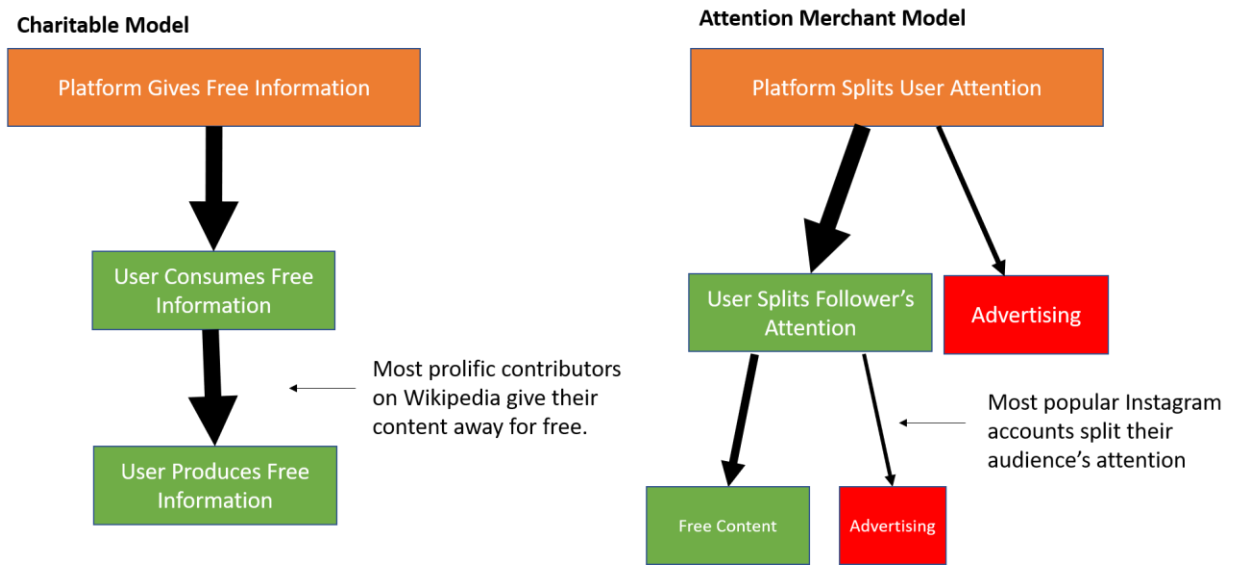 Charitable Model
Platform Gives Free Information
User Consumes Free
Information
Most prolific contributors
on Wikipedia give their
content away for free.
User Produces Free
Information
Attention Merchant Model
Platform Splits User Attention
User Splits Follower's
Attention
Advertising
Most popular Instagram
accounts split their
audience's attention
Free Content
Advertising